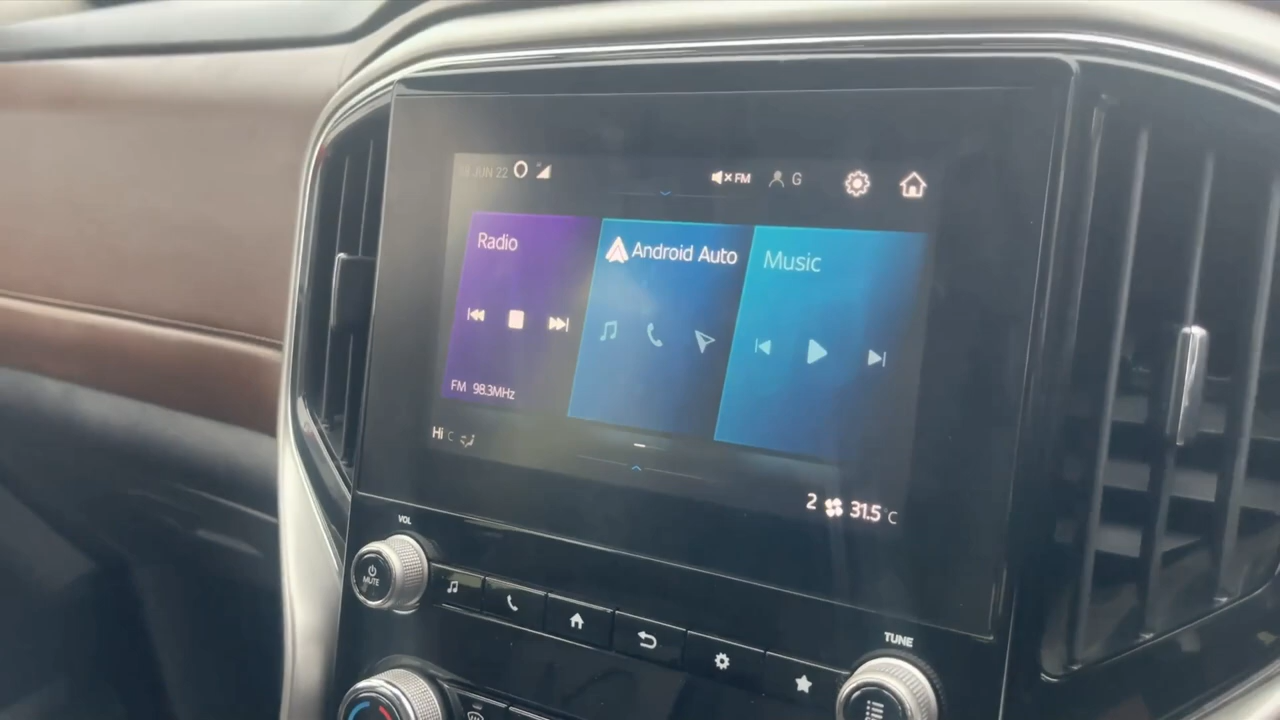 JUN 22
FM
G
Radio
Android Auto
Music
FM 98.3MHz
Hi C
2 31.5°C
VOL
MUTE
TUNE